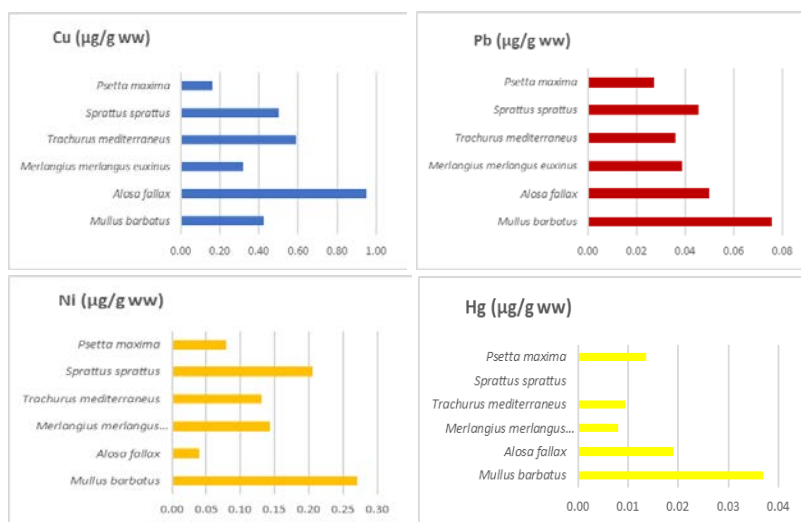 Cu (µg/g ww)
Psetta maxima
Sprattus sprattus
Trachurus mediterraneus
Merlangius merlangus euxinus
Alosa fallax
Mullus barbatus
0.00 0.20 0.40 0.60 0.80 1.00
Pb (µg/g ww)
Psetta maxima
Sprattus sprattus
Trachurus mediterraneus
Merlangius merlangus euxinus
Alosa fallax
Mullus barbatus
0.00 0.02 0.04 0.06 0.08
Ni (µg/g ww)
Psetta maxima
Sprattus sprattus
Trachurus mediterraneus
Merlangius merlangus...
Alosa fallax
Mullus barbatus
0.00 0.05 0.10 0.15 0.20 0.25 0.30
Hg (µg/g ww)
Psetta maxima
Sprattus sprattus
Trachurus mediterraneus
Merlangius merlangus...
Alosa fallax
Mullus barbatus
0.00 0.01 0.02 0.03 0.04